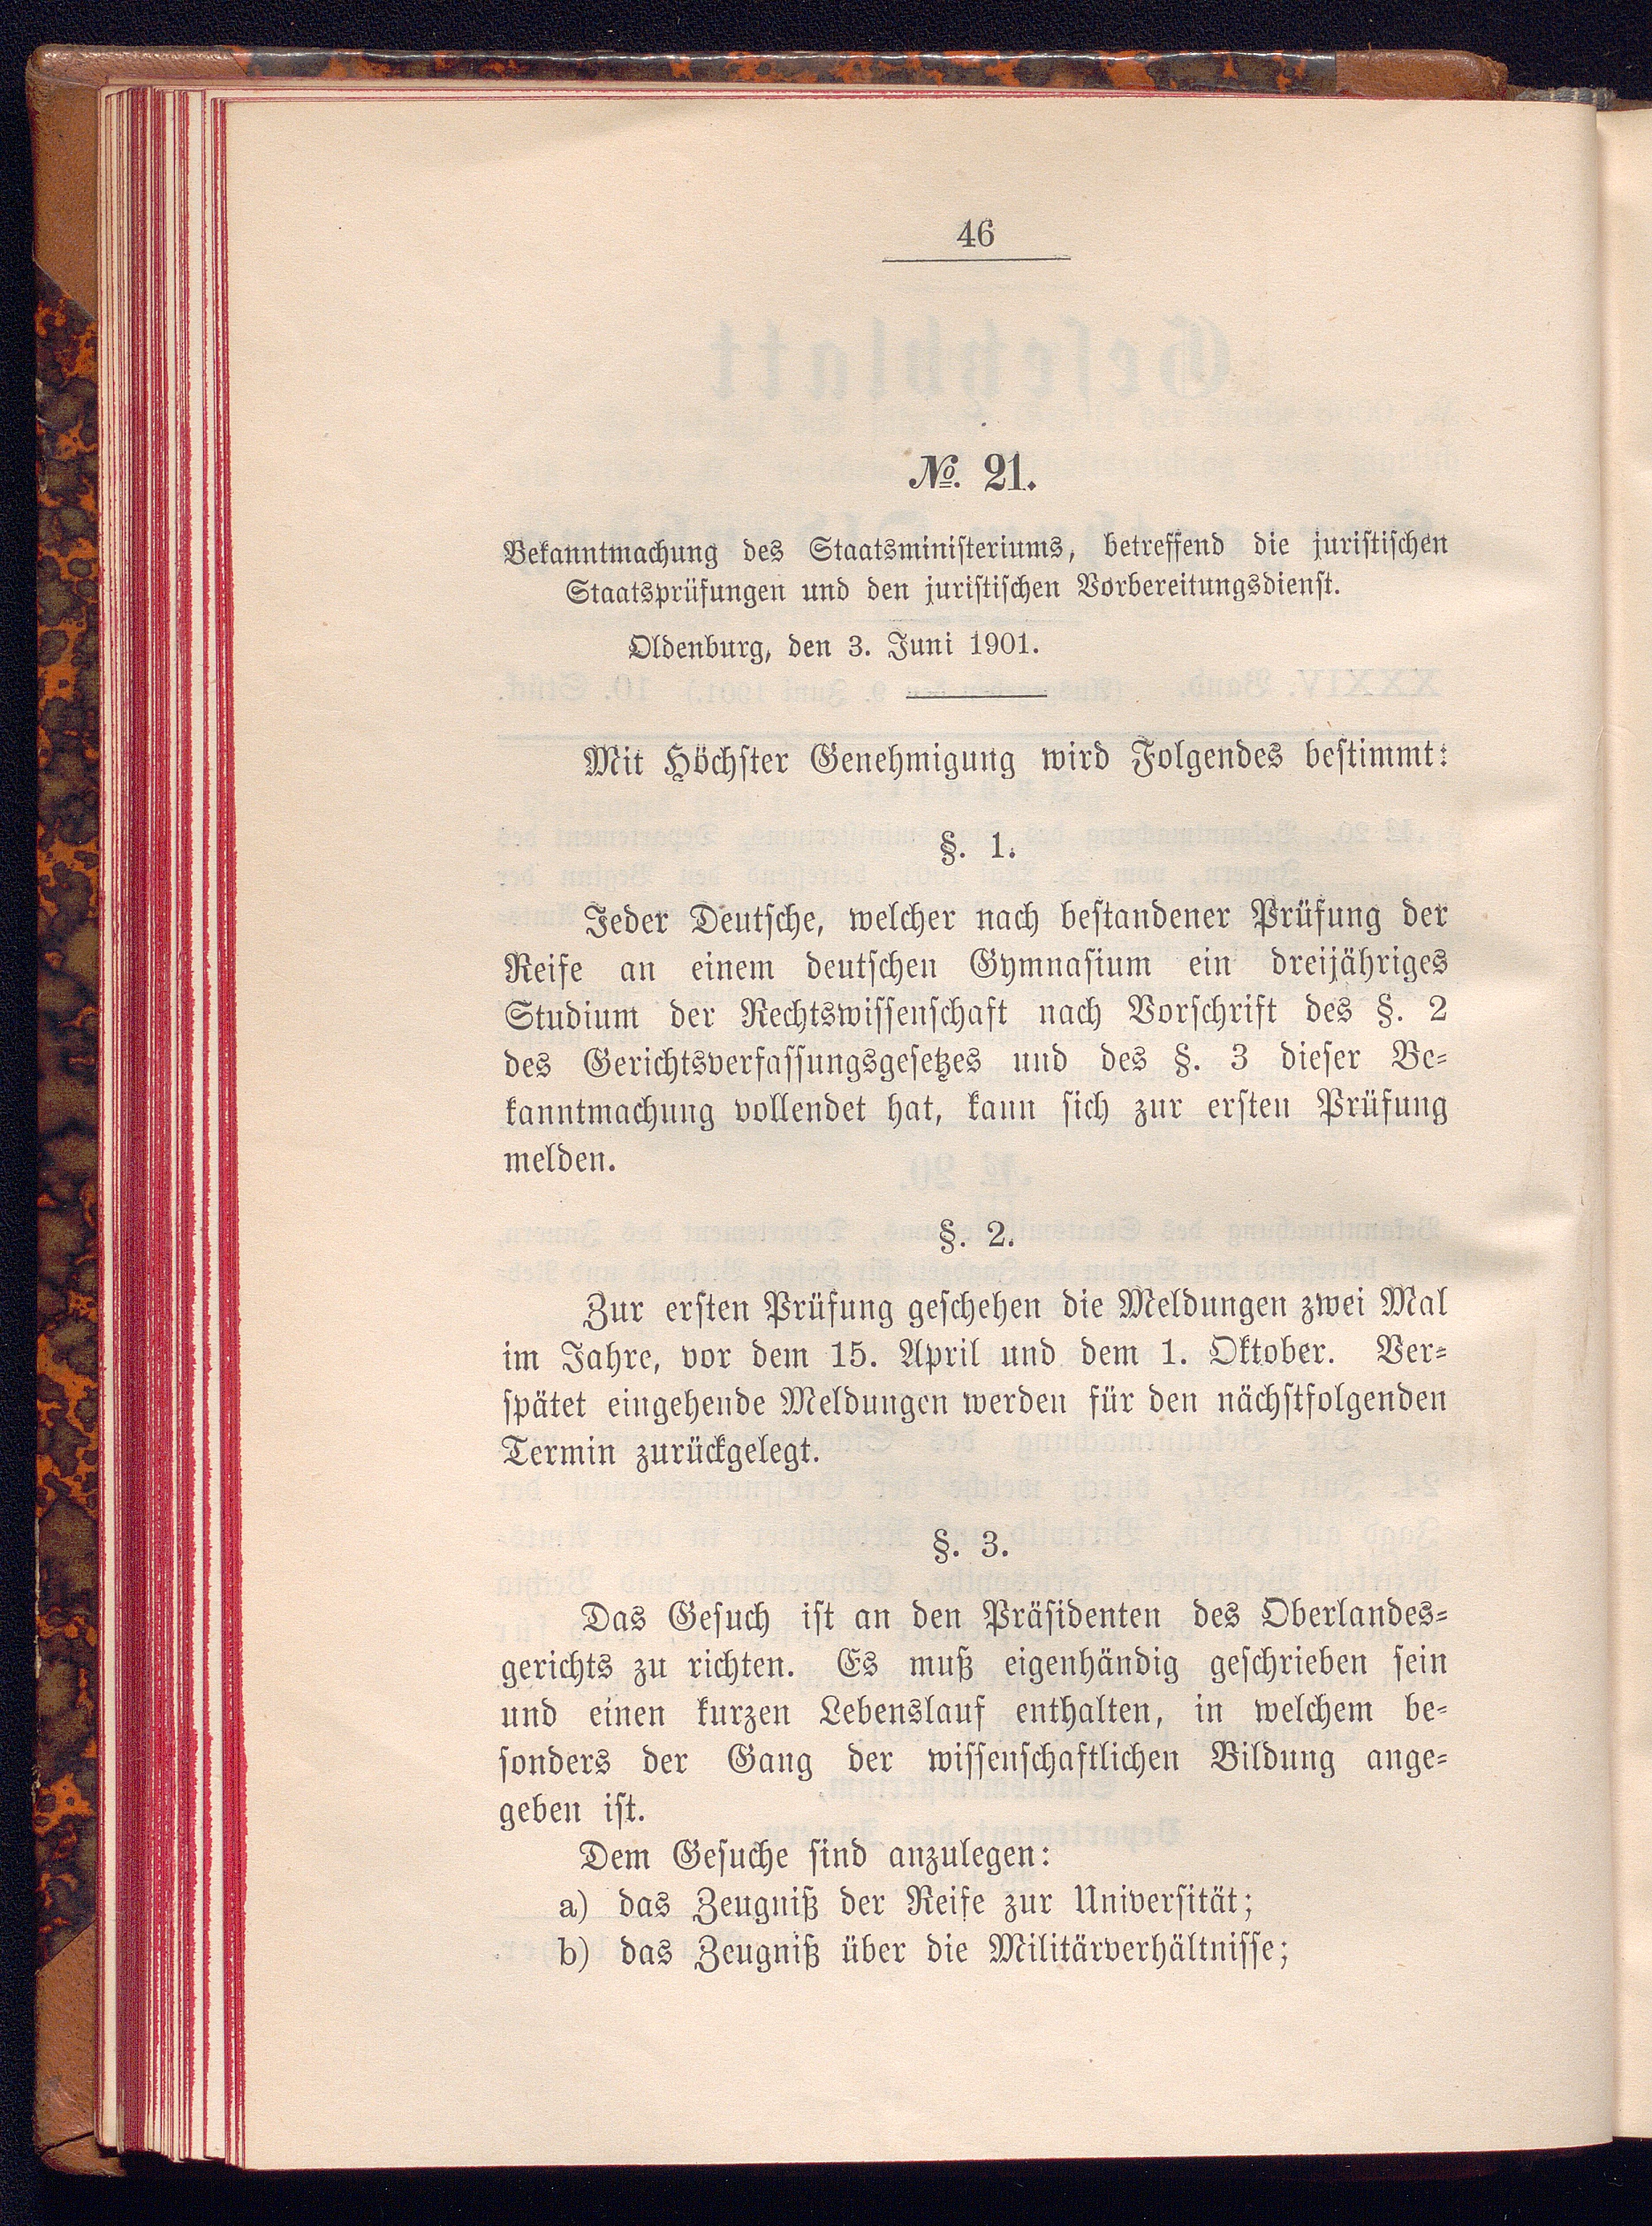 46
№. 21.
Bekanntmachung des Staatsministeriums, betreffend die juristischen
Staatsprüfungen und den juristischen Vorbereitungsdienst.
Oldenburg, den 3. Juni 1901.
Mit Höchster Genehmigung wird Folgendes bestimmt:
§. 1.
Jeder Deutsche, welcher nach bestandener Prüfung der
Reife an einem deutschen Gymnasium ein dreijähriges
Studium der Rechtswissenschaft nach Vorschrift des §. 2
des Gerichtsverfassungsgesetzes und des §. 3 dieser Be-
kanntmachung vollendet hat, kann sich zur ersten Prüfung
melden.
§. 2.
Zur ersten Prüfung geschehen die Meldungen zwei Mal
im Jahre, vor dem 15. April und dem 1. Oktober. Ver-
spätet eingehende Meldungen werden für den nächstfolgenden
Termin zurückgelegt.
§. 3.
Das Gesuch ist an den Präsidenten des Oberlandes-
gerichts zu richten. Es muß eigenhändig geschrieben sein
und einen kurzen Lebenslauf enthalten, in welchem be-
sonders der Gang der wissenschaftlichen Bildung ange-
geben ist.
Dem Gesuche sind anzulegen:
a) das Zeugniß der Reife zur Universität;
b) das Zeugniß über die Militärverhältnisse;